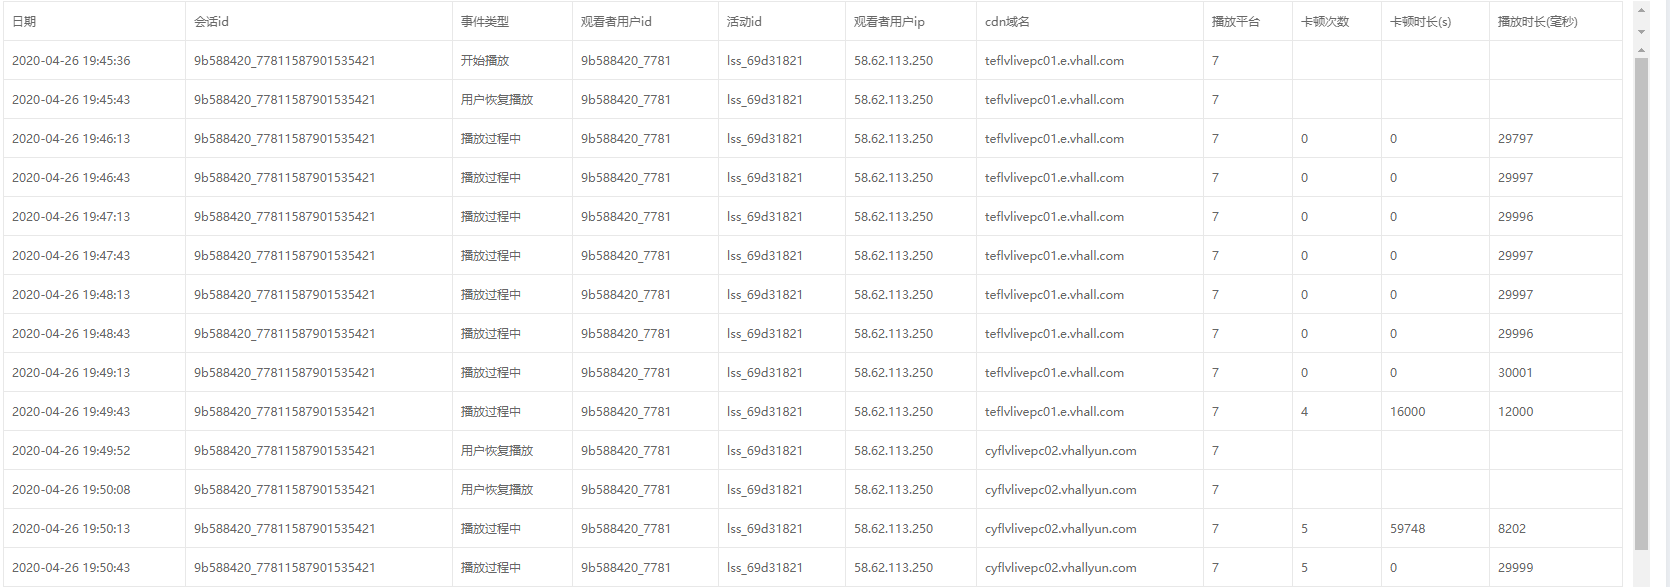 日期 会话id 事件类型 观看者用户id 活动id 观看者用户ip cdn域名 播放平台 卡顿次数 卡顿时长(s) 播放时长(毫秒)
2020-04-26 19:45:36 9b588420_77811587901535421 开始播放 9b588420_7781 lss_69d31821 58.62.113.250 teflvlivepc01.e.vhall.com 7
2020-04-26 19:45:43 9b588420_77811587901535421 用户恢复播放 9b588420_7781 lss_69d31821 58.62.113.250 teflvlivepc01.e.vhall.com 7
2020-04-26 19:46:13 9b588420_77811587901535421 播放过程中 9b588420_7781 lss_69d31821 58.62.113.250 teflvlivepc01.e.vhall.com 7 0 0 29797
2020-04-26 19:46:43 9b588420_77811587901535421 播放过程中 9b588420_7781 lss_69d31821 58.62.113.250 teflvlivepc01.e.vhall.com 7 0 0 29997
2020-04-26 19:47:13 9b588420_77811587901535421 播放过程中 9b588420_7781 lss_69d31821 58.62.113.250 teflvlivepc01.e.vhall.com 7 0 0 29996
2020-04-26 19:47:43 9b588420_77811587901535421 播放过程中 9b588420_7781 lss_69d31821 58.62.113.250 teflvlivepc01.e.vhall.com 7 0 0 29997
2020-04-26 19:48:13 9b588420_77811587901535421 播放过程中 9b588420_7781 lss_69d31821 58.62.113.250 teflvlivepc01.e.vhall.com 7 0 0 29997
2020-04-26 19:48:43 9b588420_77811587901535421 播放过程中 9b588420_7781 lss_69d31821 58.62.113.250 teflvlivepc01.e.vhall.com 7 0 0 29996
2020-04-26 19:49:13 9b588420_77811587901535421 播放过程中 9b588420_7781 lss_69d31821 58.62.113.250 teflvlivepc01.e.vhall.com 7 0 0 30001
2020-04-26 19:49:43 9b588420_77811587901535421 播放过程中 9b588420_7781 lss_69d31821 58.62.113.250 teflvlivepc01.e.vhall.com 7 4 16000 12000
2020-04-26 19:49:52 9b588420_77811587901535421 用户恢复播放 9b588420_7781 lss_69d31821 58.62.113.250 cyflvlivepc02.vhallyun.com 7
2020-04-26 19:50:08 9b588420_77811587901535421 用户恢复播放 9b588420_7781 lss_69d31821 58.62.113.250 cyflvlivepc02.vhallyun.com 7
2020-04-26 19:50:13 9b588420_77811587901535421 播放过程中 9b588420_7781 lss_69d31821 58.62.113.250 cyflvlivepc02.vhallyun.com 7 5 59748 8202
2020-04-26 19:50:43 9b588420_77811587901535421 播放过程中 9b588420_7781 lss_69d31821 58.62.113.250 cyflvlivepc02.vhallyun.com 7 5 0 29999